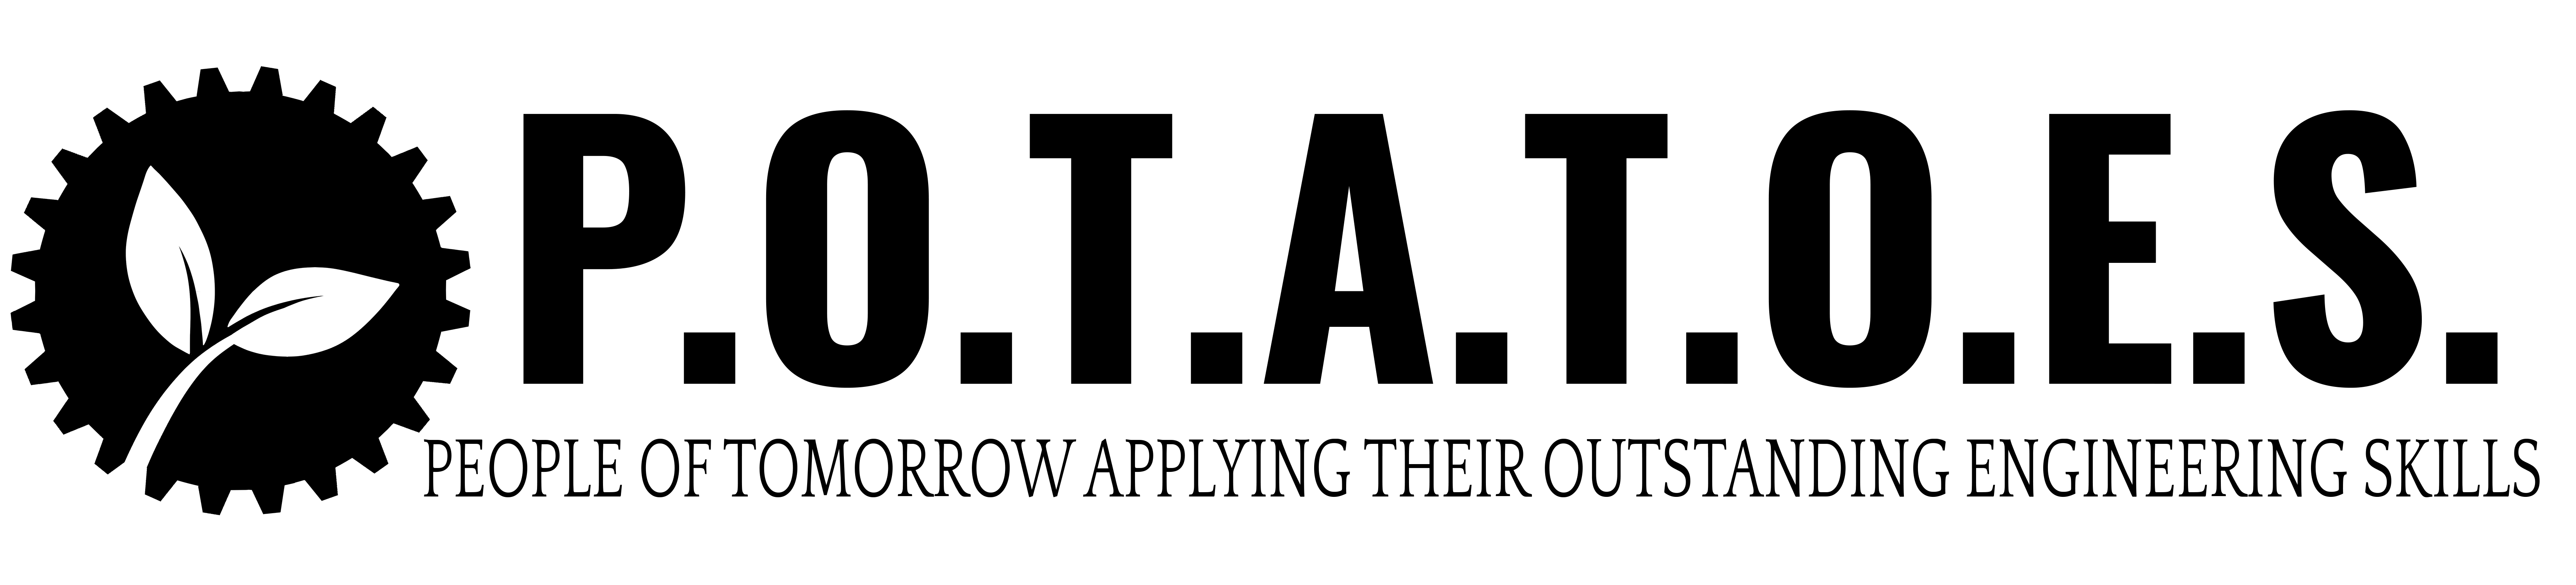 P.O.T.A.T.O.E.S.
PEOPLE OF TOMORROW APPLYING THEIR OUTSTANDING ENGINEERING SKILLS